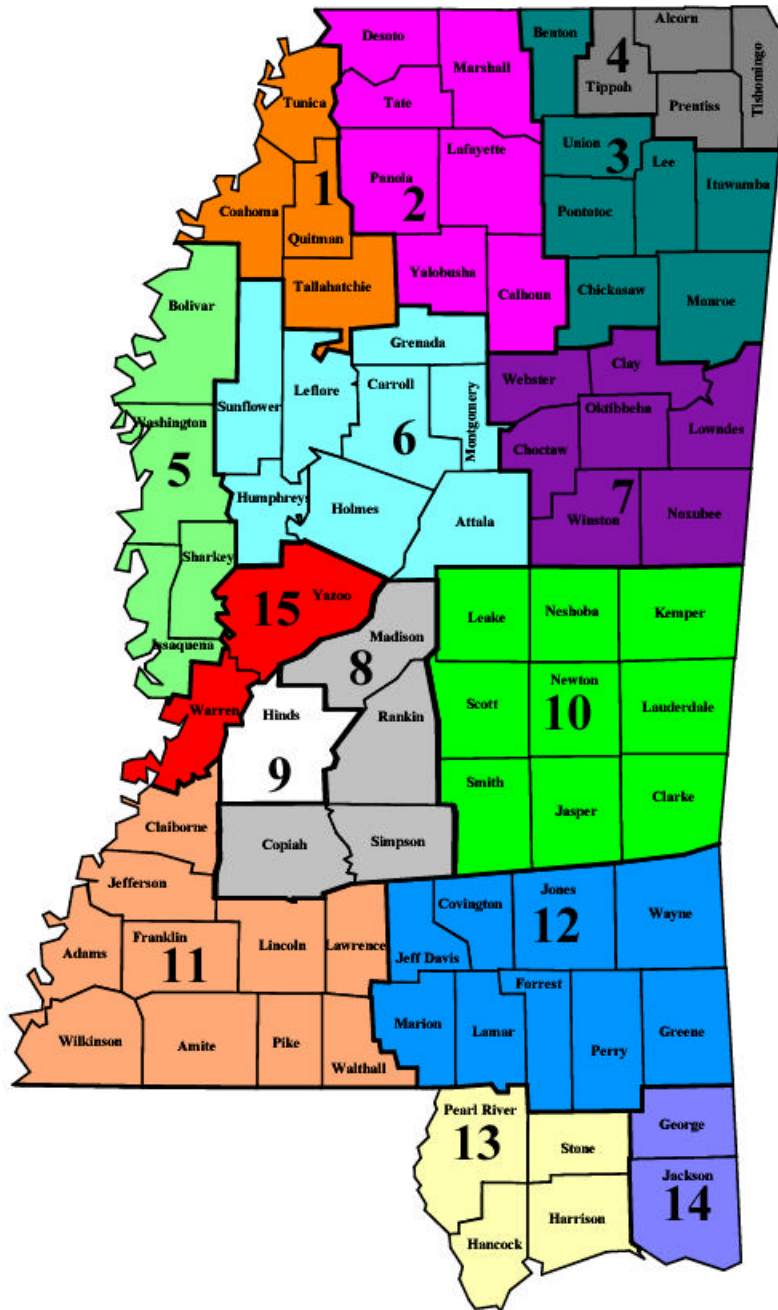 Desoto
Marshall
Benton
Alcorn
4
Tippah
Tishomingo
Tunica
Tate
Prentiss
Union
3
Lee
Lafayette
Panola
2
Itawamba
1
Coahoma
Quitman
Pontotoc
Yalobusha
Tallahatchie
Calhoun
Chickasaw
Monroe
Bolivar
Grenada
Webster
Clay
Leflore
Carroll
Sunflower
Montgomery
Washington
6
Oktibbeha
Lowndes
Choctaw
5
Humphreys
Holmes
Attala
7
Winston
Noxubee
Sharkey
15
Yazoo
Leake
Neshoba
Kemper
Madison
8
Issaquena
Warren
Hinds
Rankin
Scott
Newton
10
Lauderdale
9
Smith
Jasper
Clarke
Claiborne
Copiah
Simpson
Jefferson
Covington
Jones
12
Wayne
Adams
Franklin
11
Lincoln
Lawrence
Jeff Davis
Forrest
Wilkinson
Amite
Pike
Walthall
Marion
Lamar
Perry
Greene
Pearl River
13
Stone
George
Jackson
14
Hancock
Harrison